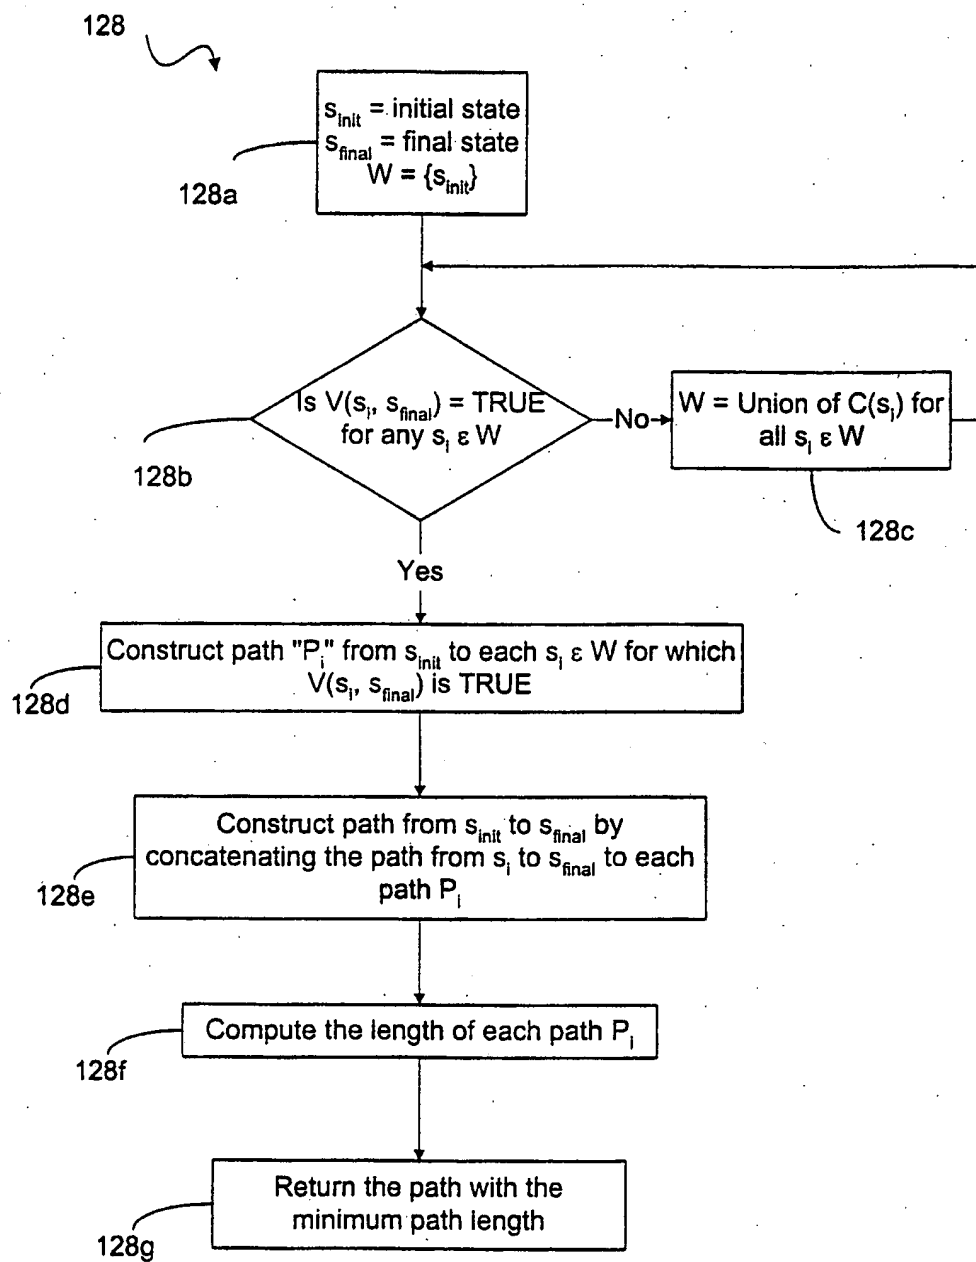 128
s_init = initial state
s_final = final state
W = {s_init}
128a
Is V(s_i, s_final) = TRUE
for any s_i ε W
128b
No
W = Union of C(s_i) for
all s_i ε W
128c
Yes
Construct path "P_i" from s_init to each s_i ε W for which
V(s_i, s_final) is TRUE
128d
Construct path from s_init to s_final by
concatenating the path from s_i to s_final to each
path P_i
128e
Compute the length of each path P_i
128f
Return the path with the
minimum path length
128g